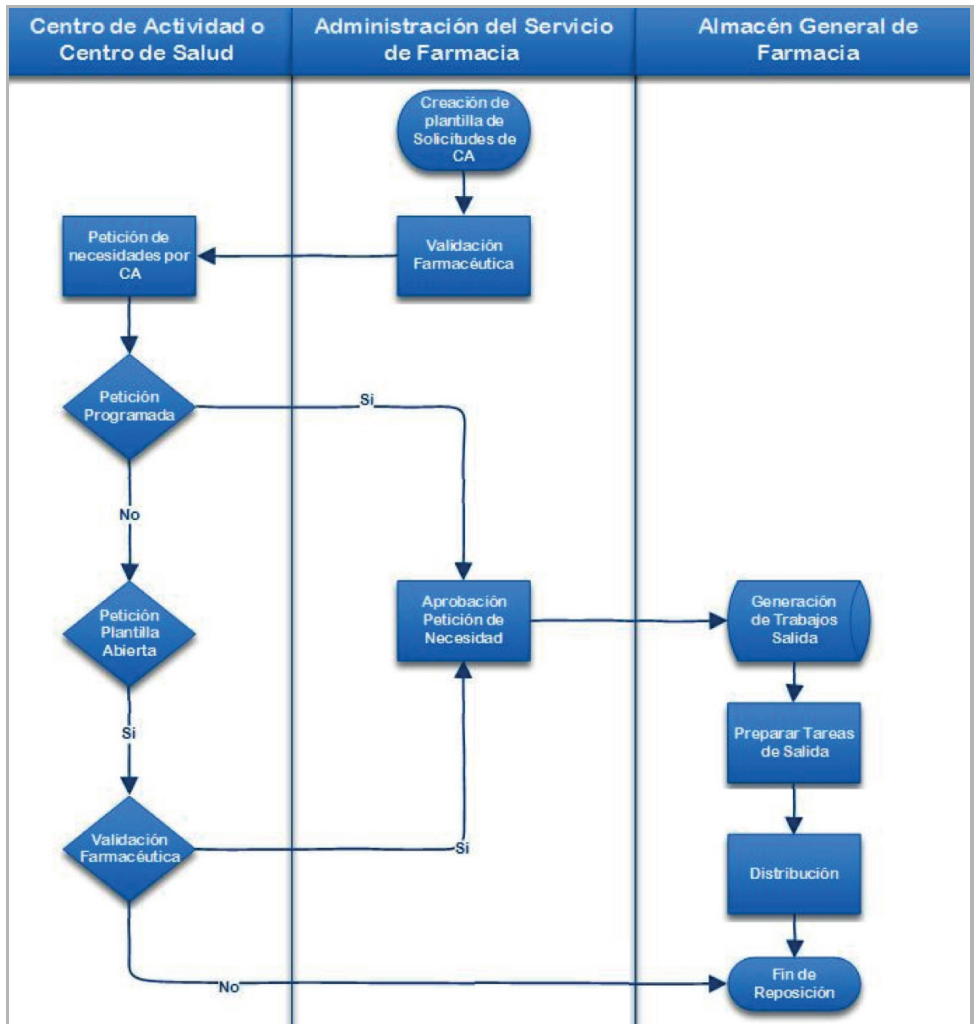 Centro de Actividad o
Centro de Salud
Administración del Servicio
de Farmacia
Almacén General de
Farmacia
Creación de
plantilla de
Solicitudes de
CA
Petición de
necesidades por
CA
Validación
Farmacéutica
Petición
Programada
Si
No
Petición
Plantilla
Abierta
Aprobación
Petición de
Necesidad
Generación
de Trabajos
Salida
Si
Preparar Tareas
de Salida
Validación
Farmacéutica
Si
Distribución
No
Fin de
Reposición